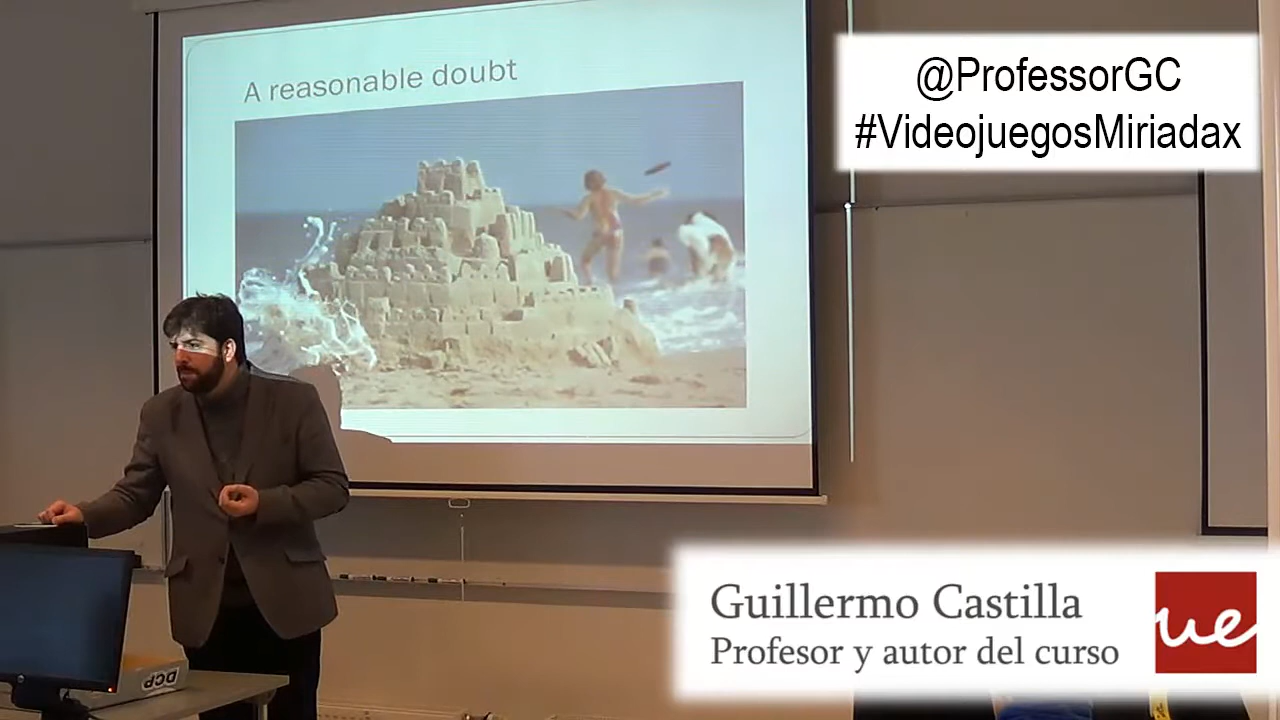 A reasonable doubt
@ProfessorGC
#VideojuegosMiriadax
Guillermo Castilla
Profesor y autor del curso
ue
DCP